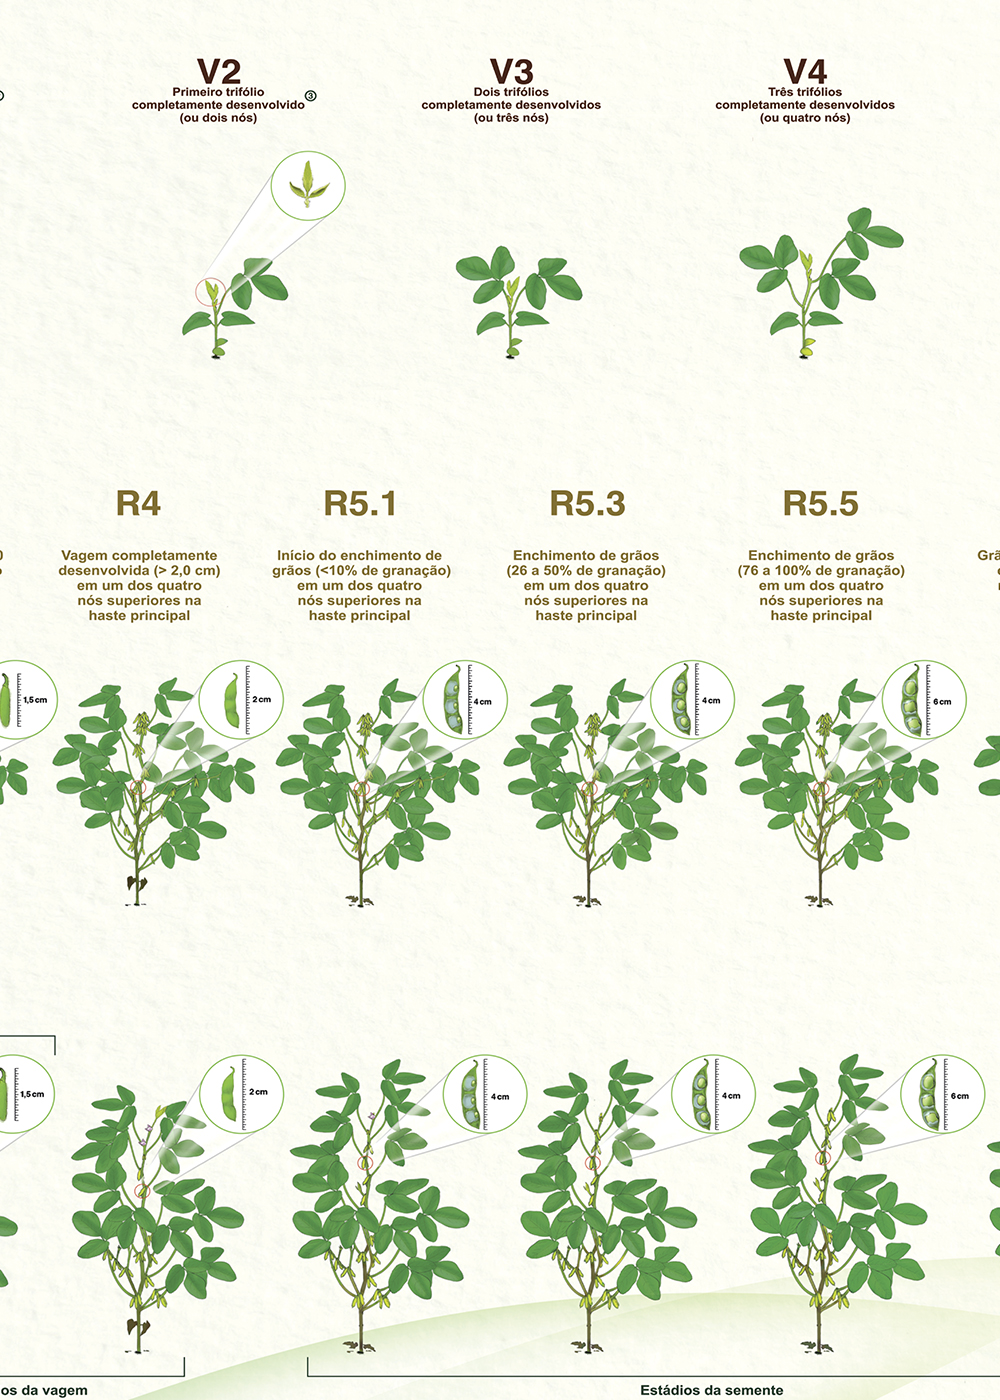 V2
Primeiro trifólio
completamente desenvolvido
(ou dois nós)
3
V3
Dois trifólios
completamente desenvolvidos
(ou três nós)
V4
Três trifólios
completamente desenvolvidos
(ou quatro nós)
R4
Vagem completamente
desenvolvida (> 2,0 cm)
em um dos quatro
nós superiores na
haste principal
R5.1
Início do enchimento de
grãos (<10% de granação)
em um dos quatro
nós superiores na
haste principal
R5.3
Enchimento de grãos
(26 a 50% de granação)
em um dos quatro
nós superiores na
haste principal
R5.5
Enchimento de grãos
(76 a 100% de granação)
em um dos quatro
nós superiores na
haste principal
1,5 cm
2 cm
4 cm
4 cm
6 cm
1,5 cm
2 cm
4 cm
4 cm
6 cm
os da vagem
Estádios da semente